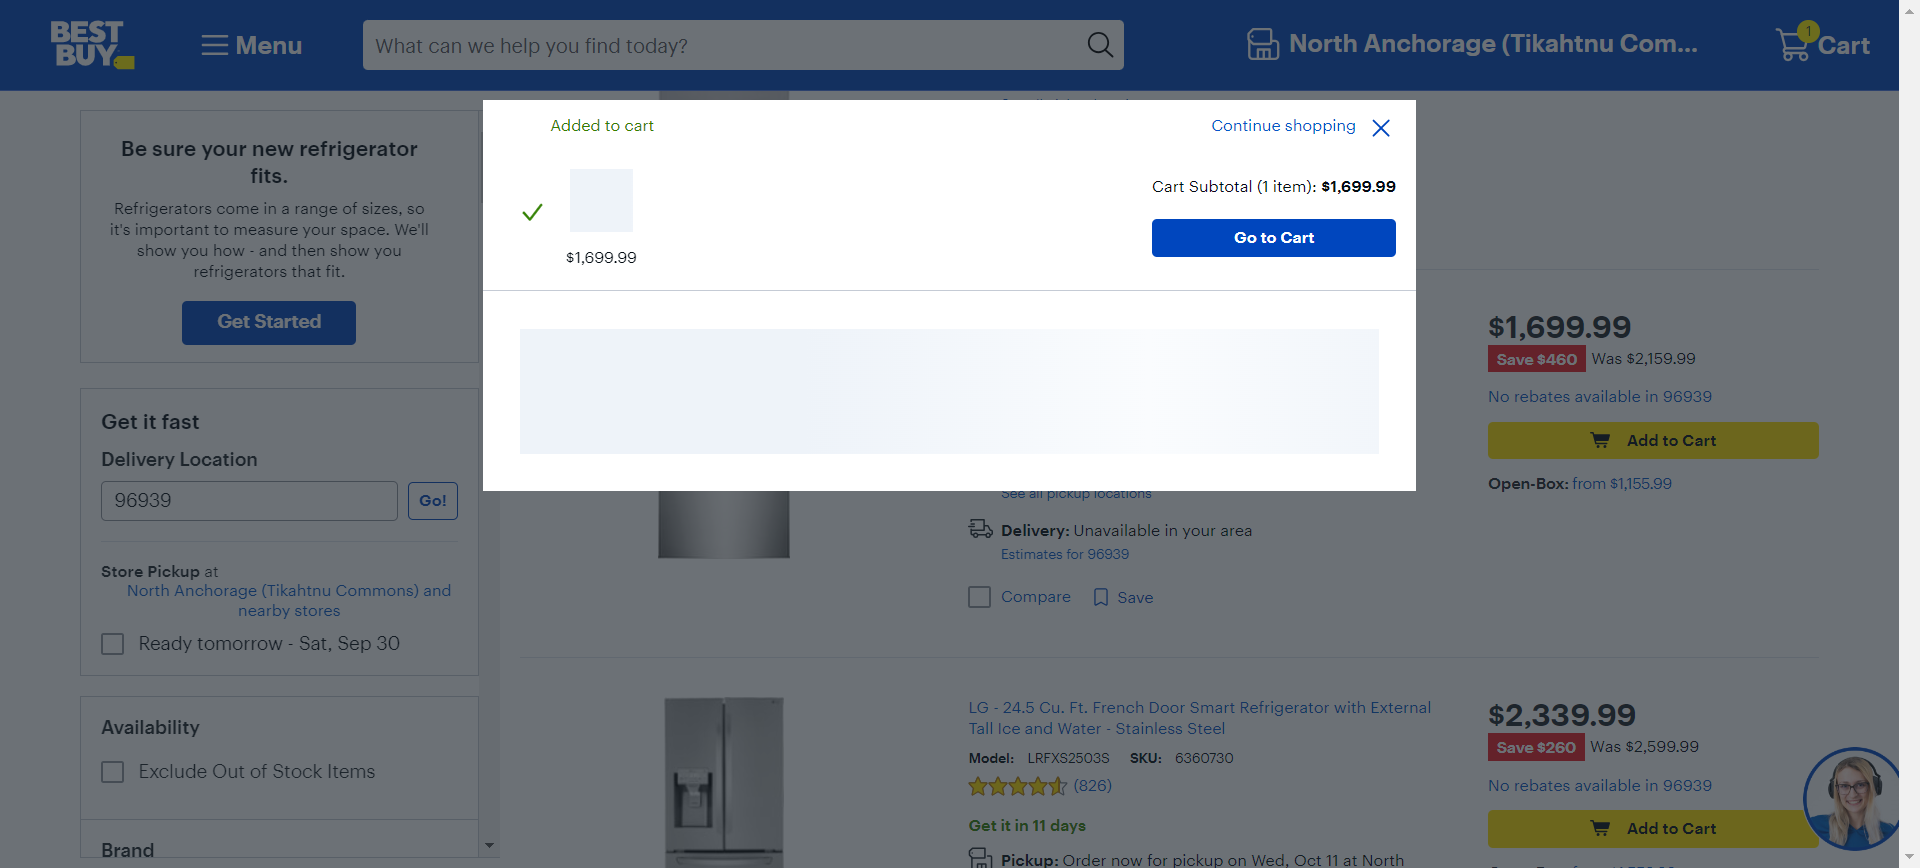 BEST
BUY
Menu
What can we help you find today?
North Anchorage (Tikahtnu Com...
1
Cart
Be sure your new refrigerator
fits.
Refrigerators come in a range of sizes, so
it's important to measure your space. We'll
show you how - and then show you
refrigerators that fit.
Get Started
Get it fast
Delivery Location
96939
Go!
Store Pickup at
North Anchorage (Tikahtnu Commons) and
nearby stores
Ready tomorrow - Sat, Sep 30
Availability
Exclude Out of Stock Items
Brand
Added to cart
Continue shopping
$1,699.99
Cart Subtotal (1 item): $1,699.99
Go to Cart
See all pickup locations
Delivery: Unavailable in your area
Estimates for 96939
Compare
Save
$1,699.99
Save $460
Was $2,159.99
No rebates available in 96939
Add to Cart
Open-Box: from $1,155.99
LG - 24.5 Cu. Ft. French Door Smart Refrigerator with External
Tall Ice and Water - Stainless Steel
Model: LRFXS2503S SKU: 6360730
(826)
Get it in 11 days
Pickup: Order now for pickup on Wed, Oct 11 at North
$2,339.99
Save $260
Was $2,599.99
No rebates available in 96939
Add to Cart